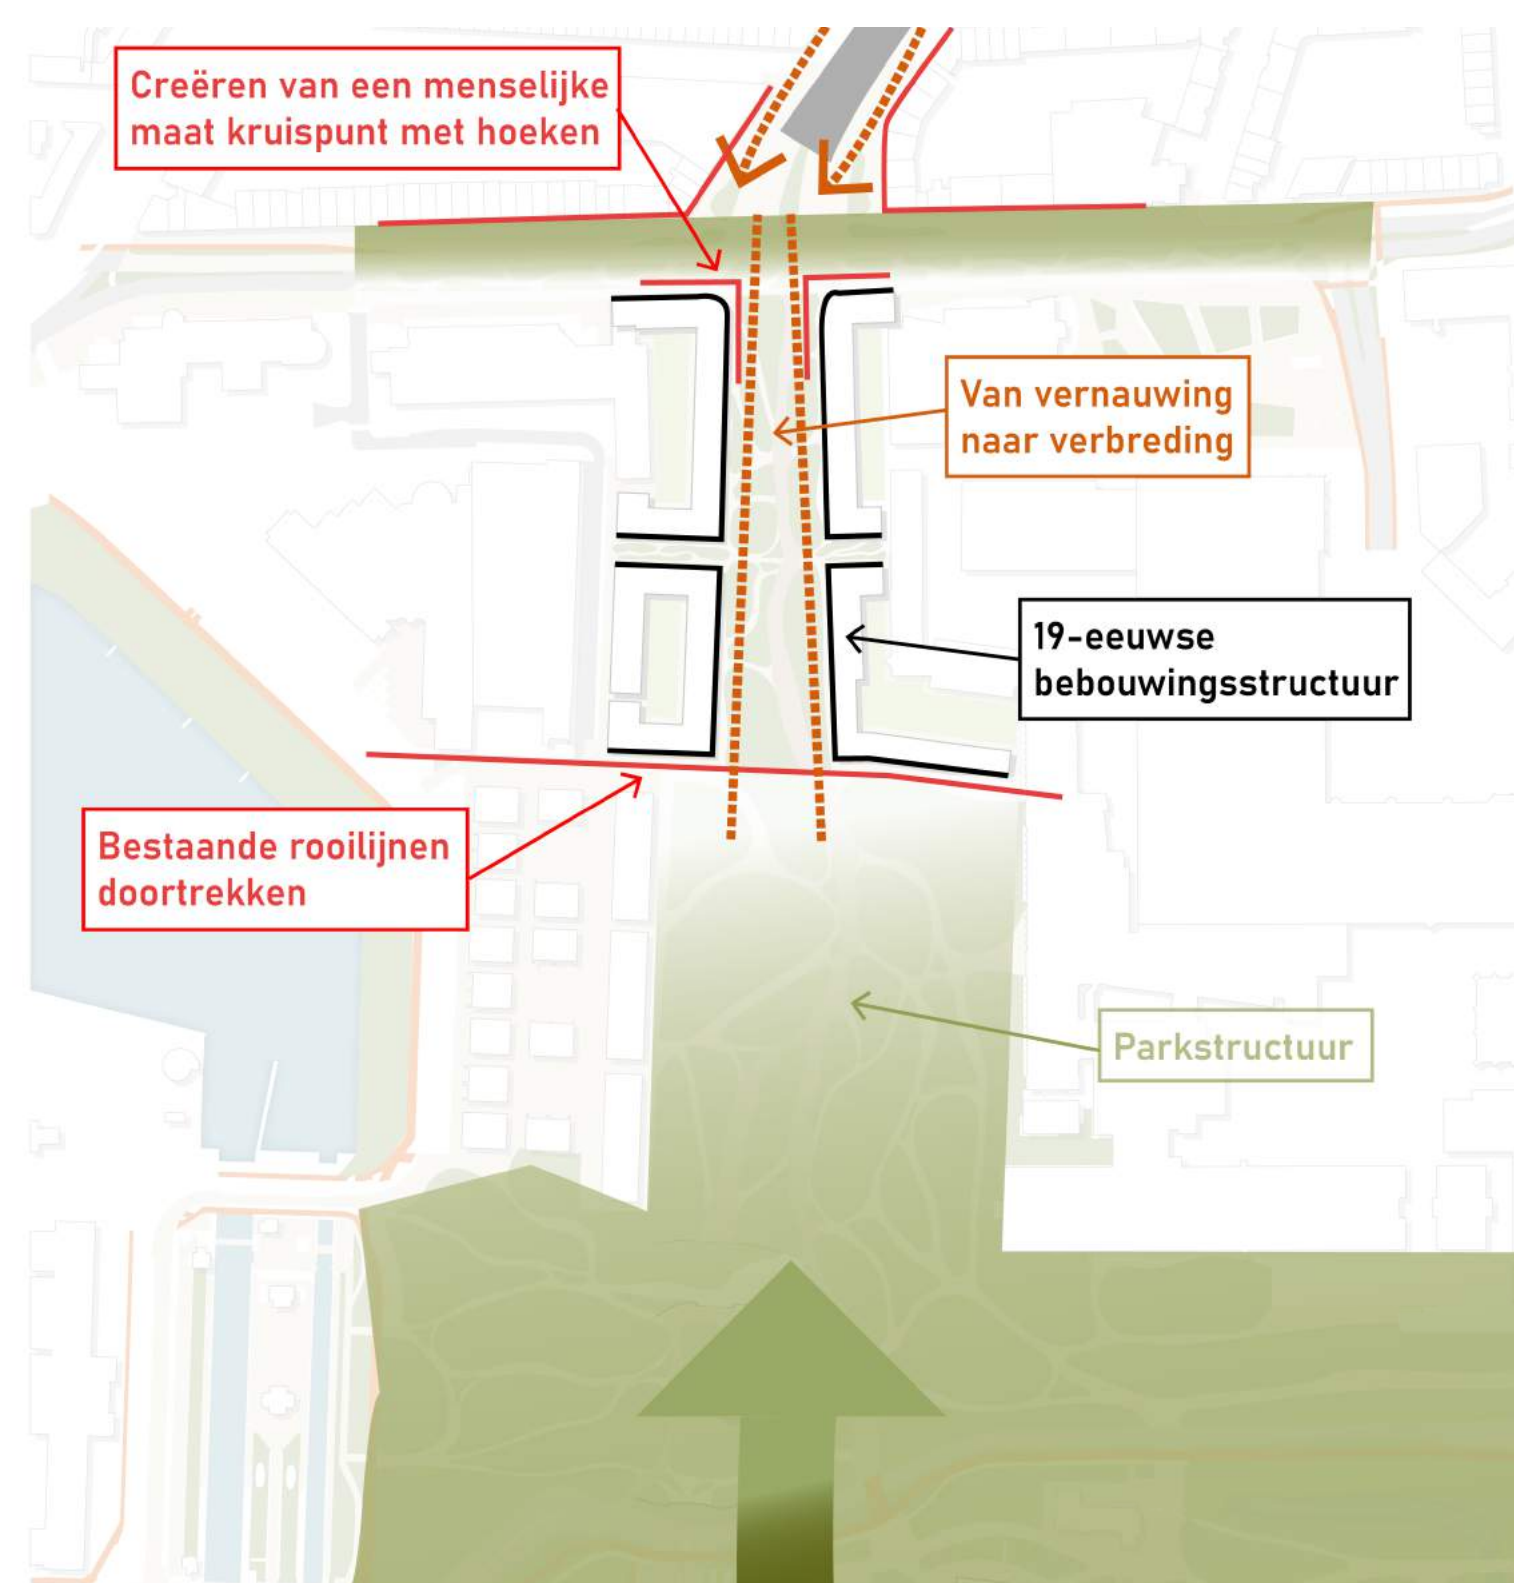 Creëren van een menselijke
maat kruispunt met hoeken
Van vernauwing
naar verbreding
19-eeuwse
bebouwingsstructuur
Bestaande rooilijnen
doortrekken
Parkstructuur